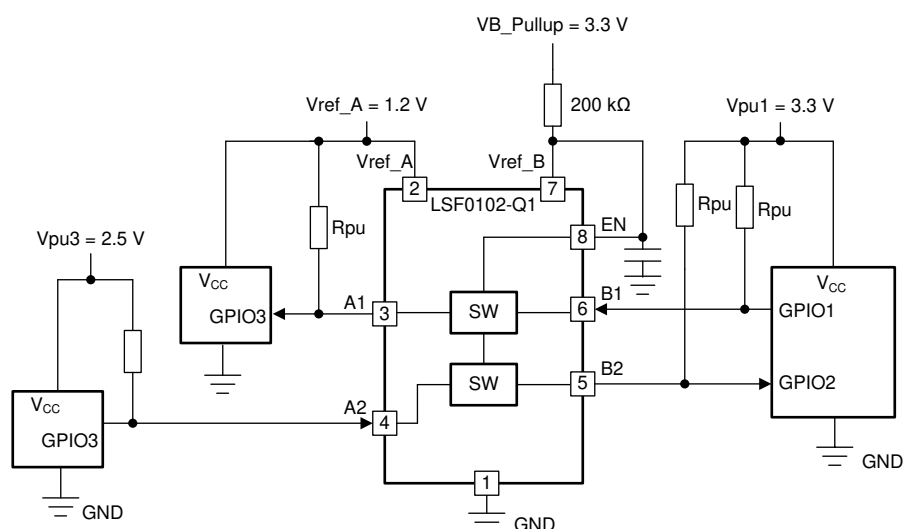 VB_Pullup = 3.3 V
200 kΩ
Vref_A = 1.2 V
Vpu1 = 3.3 V
Vref_A
Vref_B
2
7
LSF0102-Q1
Rpu
Rpu
Rpu
EN
8
Vpu3 = 2.5 V
VCC
GPIO3
A1
3
SW
6
B1
VCC
GPIO1
SW
5
B2
GPIO2
VCC
GPIO3
A2
4
1
GND
GND
GND